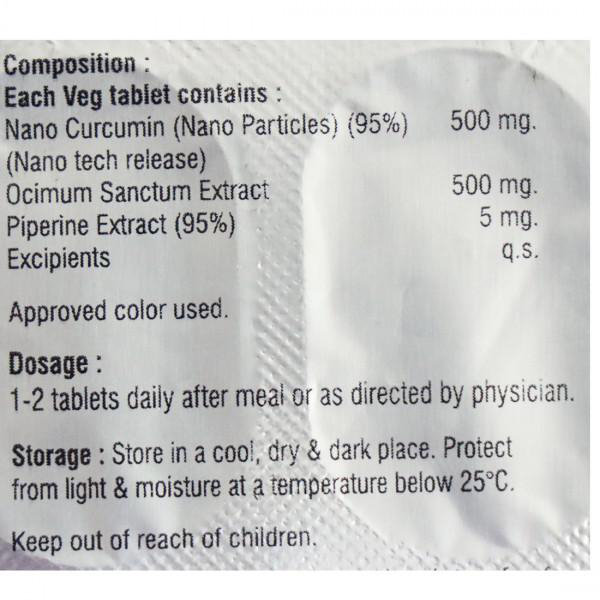 Composition :
Each Veg tablet contains :
Nano Curcumin (Nano Particles) (95%) 500 mg.
(Nano tech release)
Ocimum Sanctum Extract 500 mg.
Piperine Extract (95%) 5 mg.
Excipients q.s.
Approved color used.
Dosage :
1-2 tablets daily after meal or as directed by physician.
Storage : Store in a cool, dry & dark place. Protect
from light & moisture at a temperature below 25°C.
Keep out of reach of children.